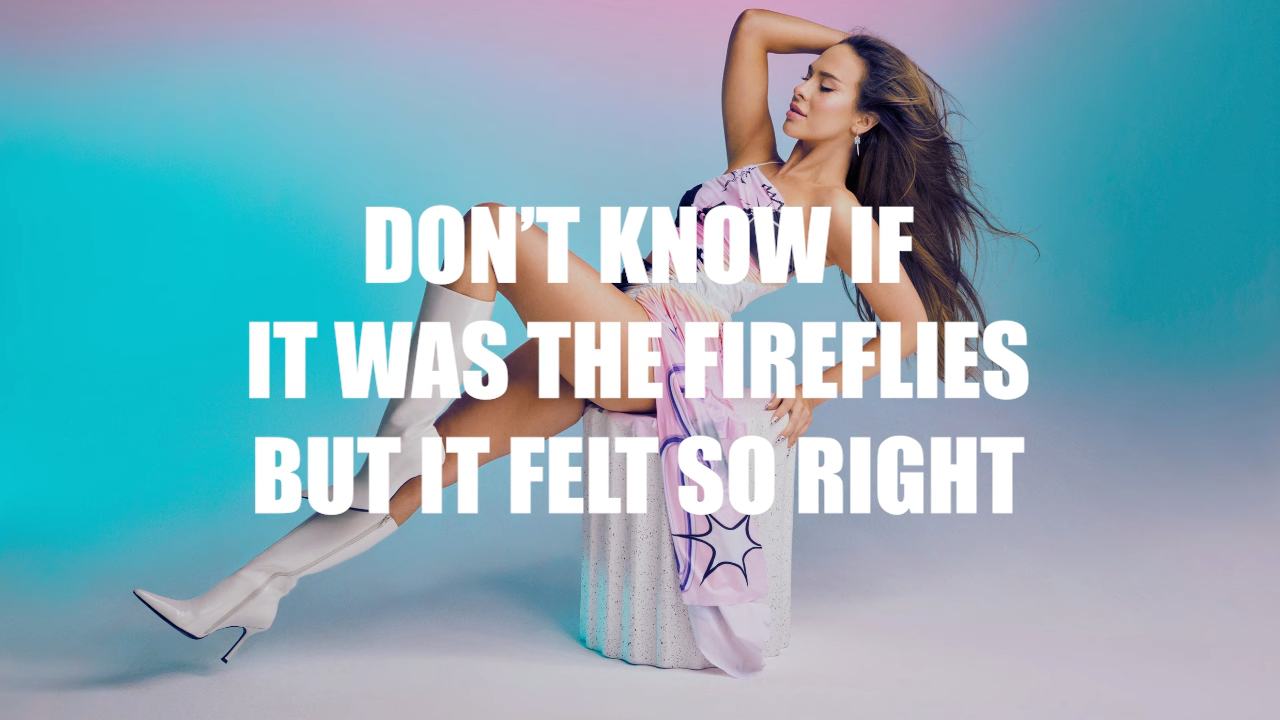 DON’T KNOW IF
IT WAS THE FIREFLIES
BUT IT FELT SO RIGHT